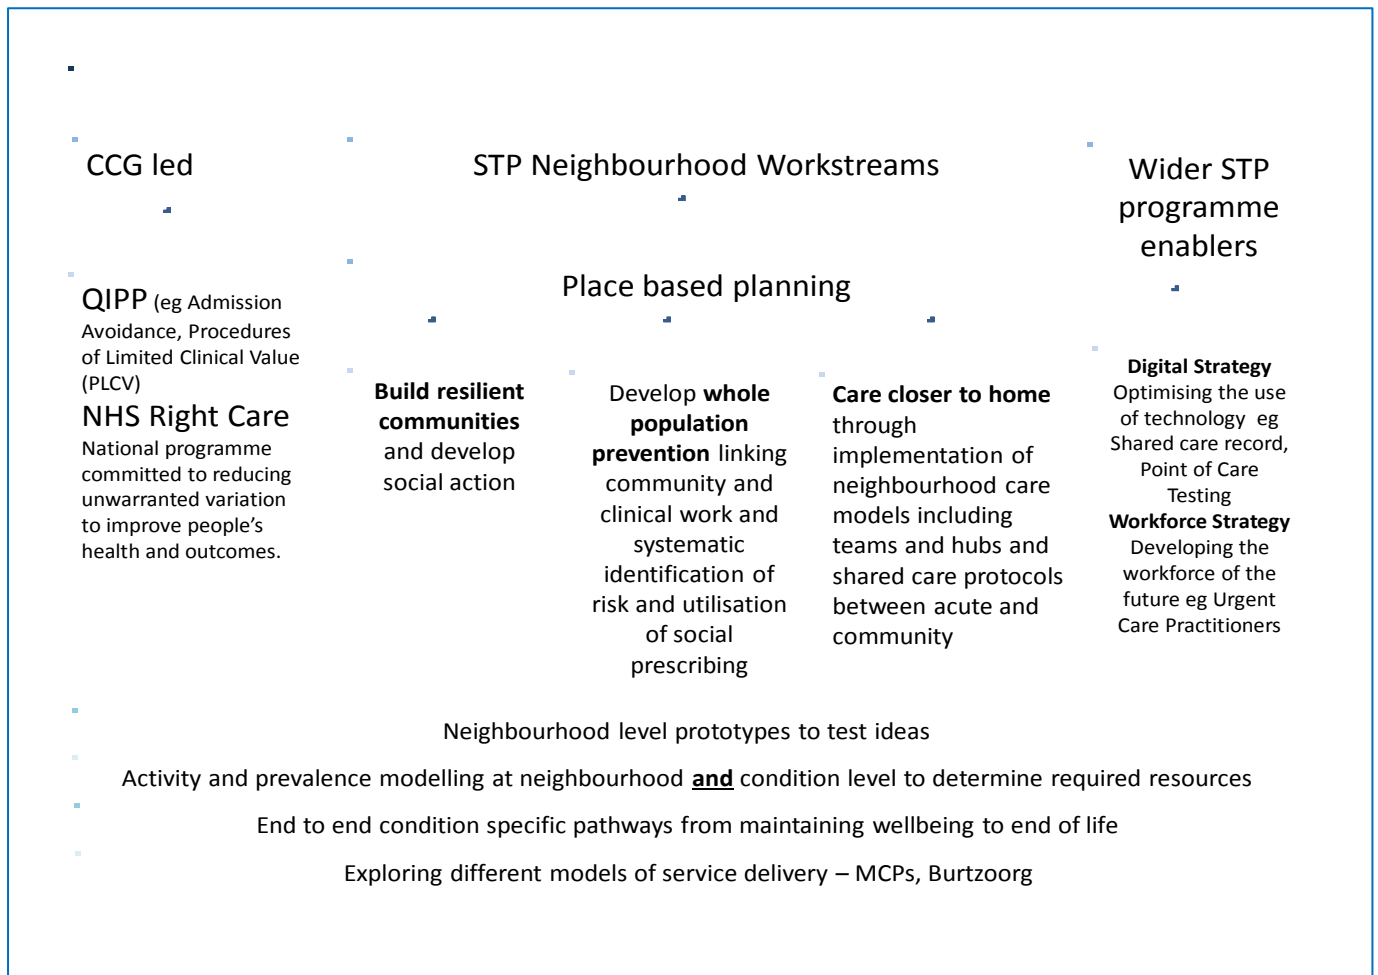 CCG led
QIPP (eg Admission
Avoidance, Procedures
of Limited Clinical Value
(PLCV)
NHS Right Care
National programme
committed to reducing
unwarranted variation
to improve people’s
health and outcomes.
STP Neighbourhood Workstreams
Place based planning
Build resilient
communities
and develop
social action
Develop whole
population
prevention linking
community and
clinical work and
systematic
identification of
risk and utilisation
of social
prescribing
Care closer to home
through
implementation of
neighbourhood care
models including
teams and hubs and
shared care protocols
between acute and
community
Wider STP
programme
enablers
Digital Strategy
Optimising the use
of technology eg
Shared care record,
Point of Care
Testing
Workforce Strategy
Developing the
workforce of the
future eg Urgent
Care Practitioners
Neighbourhood level prototypes to test ideas
Activity and prevalence modelling at neighbourhood and condition level to determine required resources
End to end condition specific pathways from maintaining wellbeing to end of life
Exploring different models of service delivery – MCPs, Burtzoorg